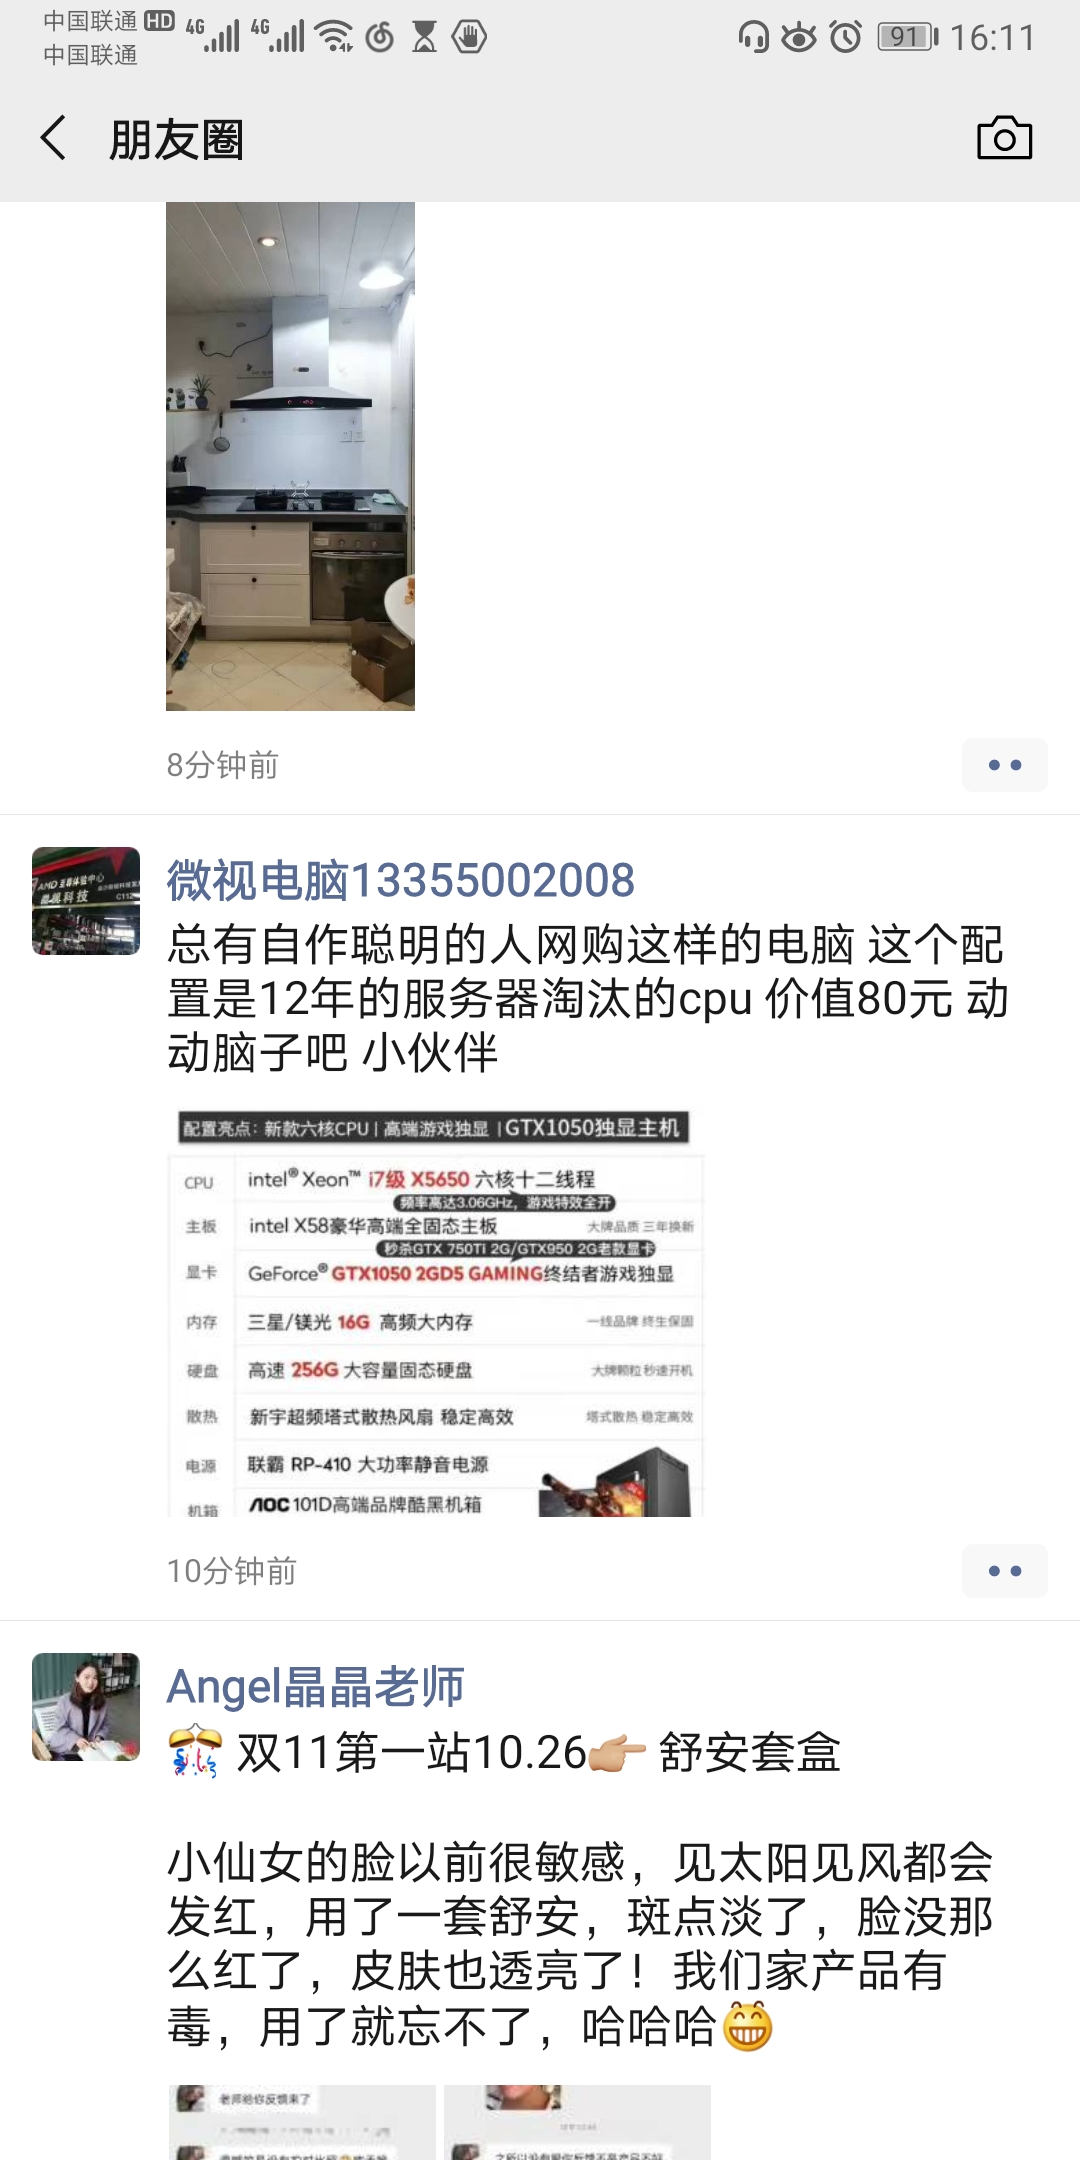 中国联通 HD 4G 4G 91 16:11
中国联通
朋友圈
8分钟前
AMD 至尊体验中心
微视科技
C112
微视电脑13355002008
总有自作聪明的人网购这样的电脑 这个配
置是12年的服务器淘汰的cpu 价值80元 动
动脑子吧 小伙伴
配置亮点：新款六核CPU | 高端游戏独显 | GTX1050独显主机
CPU intel® Xeon™ i7级 X5650 六核十二线程
频率高达3.06GHz，游戏特效全开
主板 intel X58豪华高端全固态主板 大牌品质 三年换新
秒杀GTX 750Ti 2G/GTX950 2G老款显卡
显卡 GeForce® GTX1050 2GD5 GAMING终结者游戏独显
内存 三星/镁光 16G 高频大内存 一线品牌 终生保固
硬盘 高速 256G 大容量固态硬盘 大牌颗粒 秒速开机
散热 新宇超频塔式散热风扇 稳定高效 塔式散热 稳定高效
电源 联霸 RP-410 大功率静音电源
机箱 AOC 101D高端品牌酷黑机箱
10分钟前
Angel晶晶老师
🎊 双11第一站10.26👉🏼 舒安套盒
小仙女的脸以前很敏感，见太阳见风都会
发红，用了一套舒安，斑点淡了，脸没那
么红了，皮肤也透亮了！我们家产品有
毒，用了就忘不了，哈哈哈😁
老师给你反馈来了